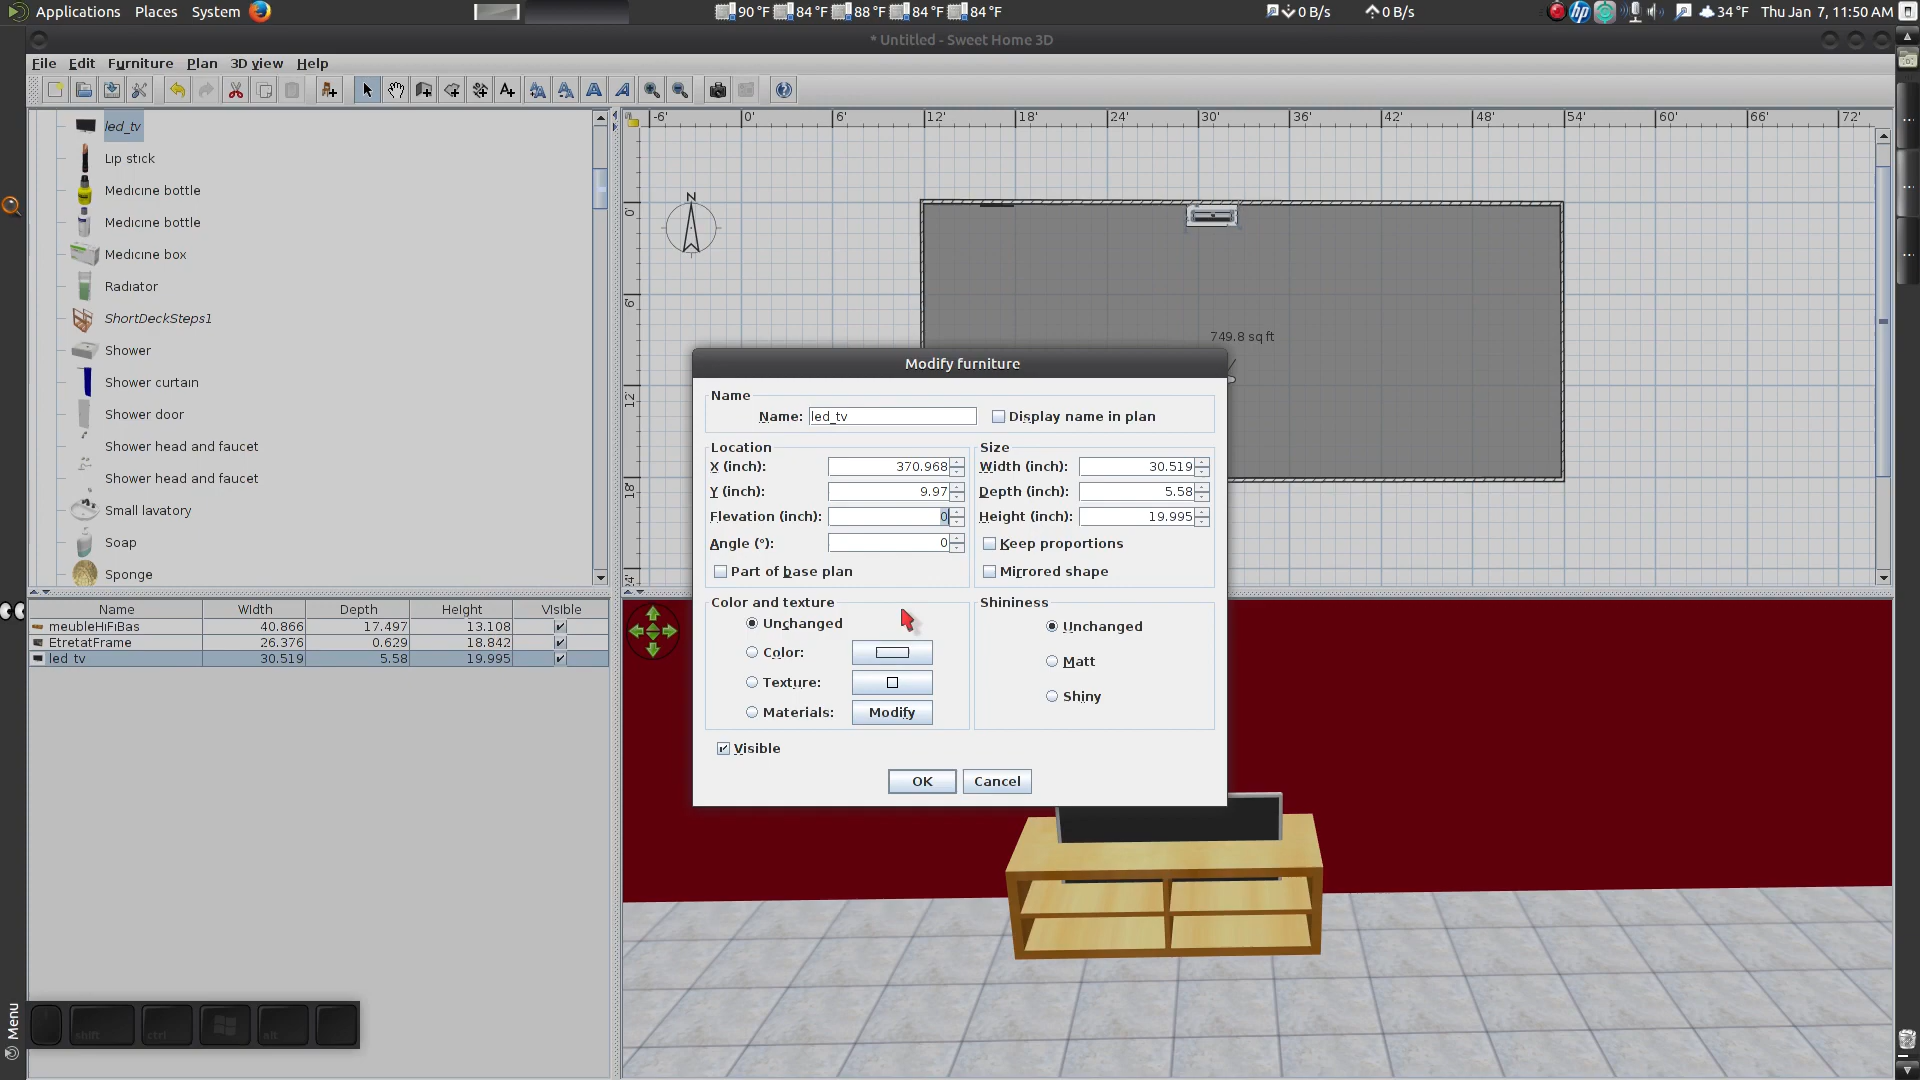 Applications Places System 90 °F 84 °F 88 °F 84 °F 84 °F 0 B/s 0 B/s 34 °F Thu Jan 7, 11:50 AM
* Untitled - Sweet Home 3D
File Edit Furniture Plan 3D view Help
led_tv
Lip stick
Medicine bottle
Medicine bottle
Medicine box
Radiator
ShortDeckSteps1
Shower
Shower curtain
Shower door
Shower head and faucet
Shower head and faucet
Small lavatory
Soap
Sponge
-6' 0' 6' 12' 18' 24' 30' 36' 42' 48' 54' 60' 66' 72'
0'
6'
12'
18'
24'
N
749.8 sq ft
Name Width Depth Height Visible
meubleHiFiBas 40.866 17.497 13.108
EtretatFrame 26.376 0.629 18.842
led_tv 30.519 5.58 19.995
Modify furniture
Name
Name: led_tv Display name in plan
Location Size
X (inch): 370.968 Width (inch): 30.519
Y (inch): 9.97 Depth (inch): 5.58
Elevation (inch): 0 Height (inch): 19.995
Angle (°): 0 Keep proportions
Part of base plan Mirrored shape
Color and texture Shininess
Unchanged Unchanged
Color: Matt
Texture: Shiny
Materials: Modify
Visible
OK Cancel
shift ctrl alt
Menu